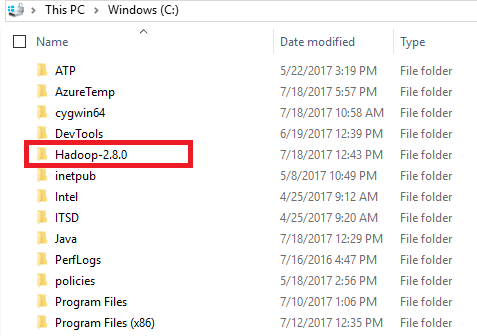 This PC > Windows (C:)
Name Date modified Type
ATP 5/22/2017 3:19 PM File folder
AzureTemp 7/18/2017 5:57 PM File folder
cygwin64 7/18/2017 10:58 AM File folder
DevTools 6/19/2017 12:39 PM File folder
Hadoop-2.8.0 7/18/2017 12:43 PM File folder
inetpub 5/8/2017 10:49 PM File folder
Intel 4/25/2017 9:12 AM File folder
ITSD 4/25/2017 9:20 AM File folder
Java 7/18/2017 12:29 PM File folder
PerfLogs 7/16/2016 4:47 PM File folder
policies 5/18/2017 2:56 PM File folder
Program Files 7/10/2017 1:06 PM File folder
Program Files (x86) 7/12/2017 12:35 PM File folder